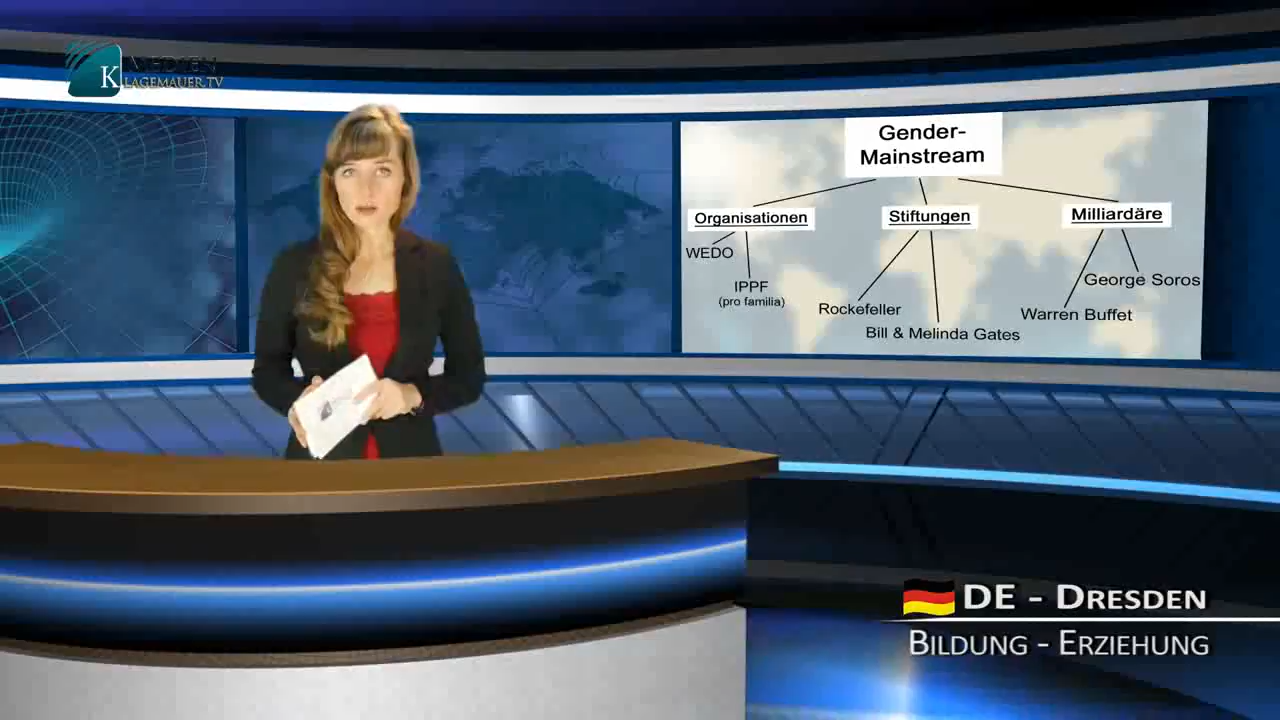 MEDIEN
KLAGEMAUER.TV
Gender-
Mainstream
Organisationen
Stiftungen
Milliardäre
WEDO
IPPF
(pro familia)
Rockefeller
Bill & Melinda Gates
George Soros
Warren Buffet
DE - DRESDEN
BILDUNG - ERZIEHUNG